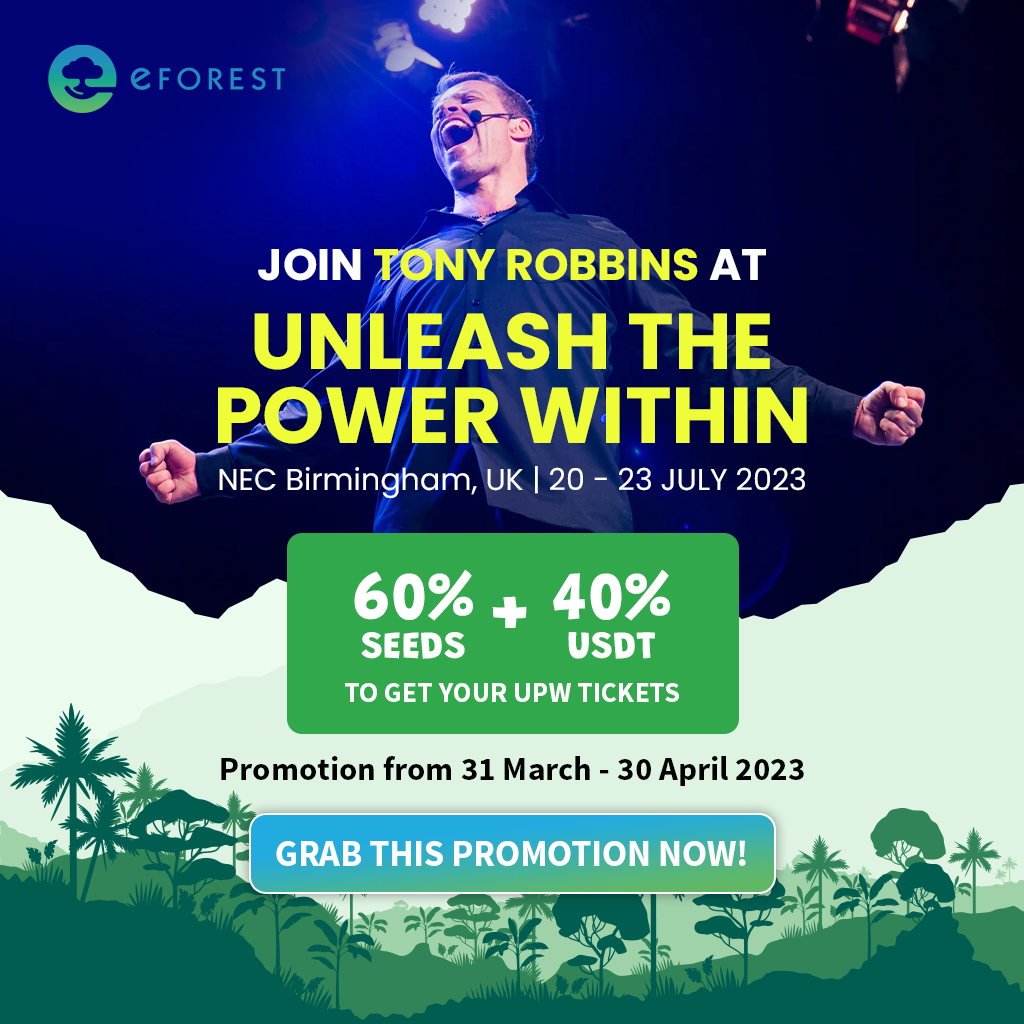 eFOREST
JOIN TONY ROBBINS AT
UNLEASH THE
POWER WITHIN
NEC Birmingham, UK | 20 - 23 JULY 2023
60% + 40%
SEEDS USDT
TO GET YOUR UPW TICKETS
Promotion from 31 March - 30 April 2023
GRAB THIS PROMOTION NOW!